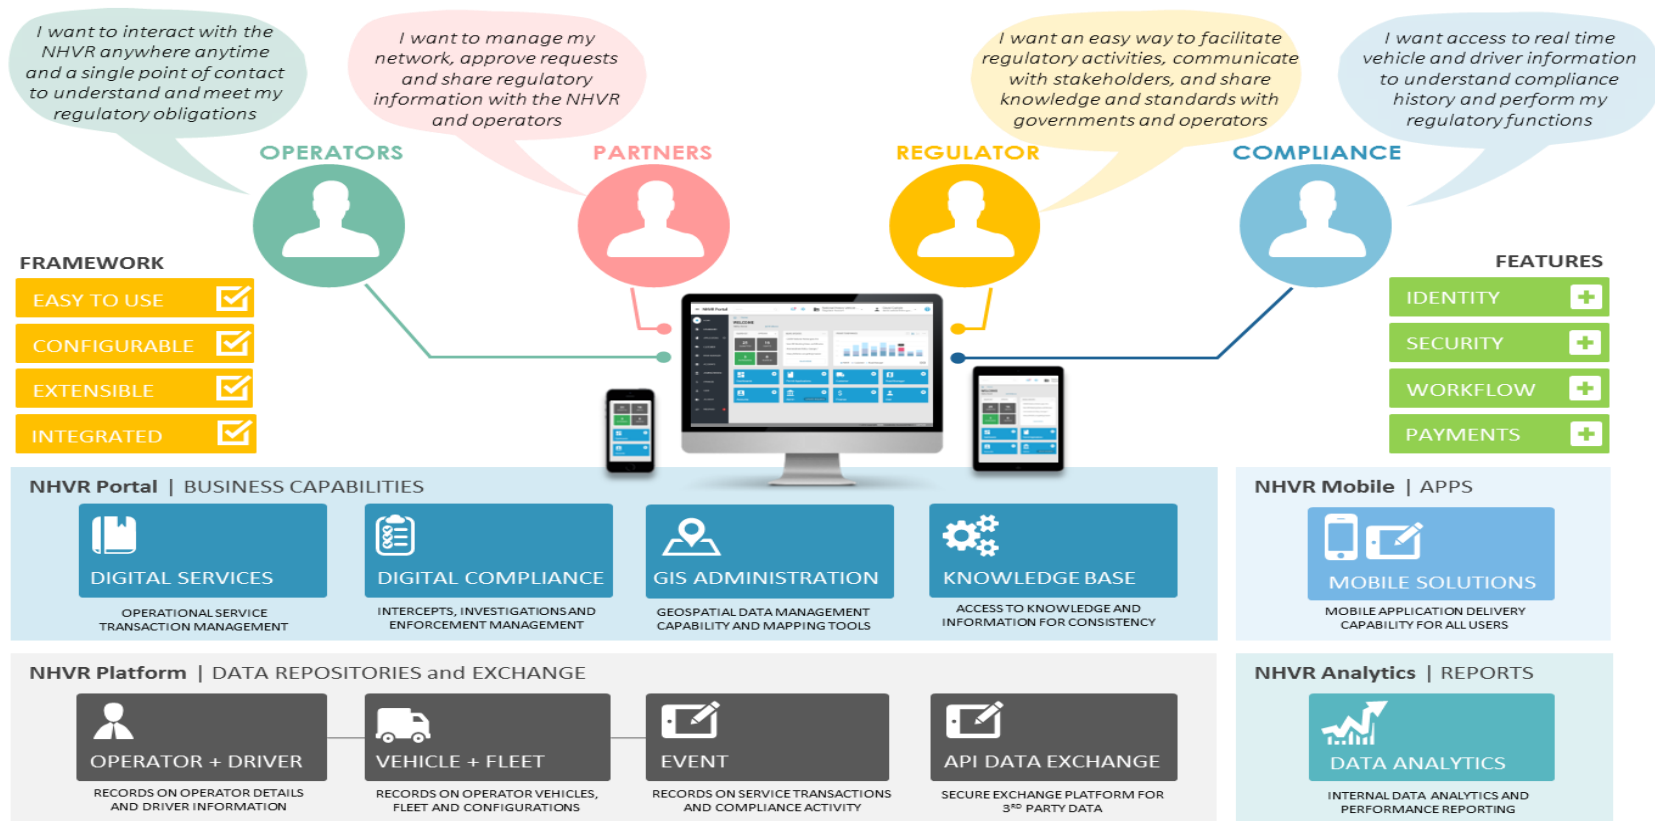 I want to interact with the
NHVR anywhere anytime
and a single point of contact
to understand and meet my
regulatory obligations
I want to manage my
network, approve requests
and share regulatory
information with the NHVR
and operators
I want an easy way to facilitate
regulatory activities, communicate
with stakeholders, and share
knowledge and standards with
governments and operators
I want access to real time
vehicle and driver information
to understand compliance
history and perform my
regulatory functions
OPERATORS
PARTNERS
REGULATOR
COMPLIANCE
FRAMEWORK
EASY TO USE
CONFIGURABLE
EXTENSIBLE
INTEGRATED
NHVR Portal
WELCOME
FEATURES
IDENTITY
SECURITY
WORKFLOW
PAYMENTS
NHVR Portal | BUSINESS CAPABILITIES
DIGITAL SERVICES
OPERATIONAL SERVICE
TRANSACTION MANAGEMENT
DIGITAL COMPLIANCE
INTERCEPTS, INVESTIGATIONS AND
ENFORCEMENT MANAGEMENT
GIS ADMINISTRATION
GEOSPATIAL DATA MANAGEMENT
CAPABILITY AND MAPPING TOOLS
KNOWLEDGE BASE
ACCESS TO KNOWLEDGE AND
INFORMATION FOR CONSISTENCY
NHVR Mobile | APPS
MOBILE SOLUTIONS
MOBILE APPLICATION DELIVERY
CAPABILITY FOR ALL USERS
NHVR Platform | DATA REPOSITORIES and EXCHANGE
OPERATOR + DRIVER
RECORDS ON OPERATOR DETAILS
AND DRIVER INFORMATION
VEHICLE + FLEET
RECORDS ON OPERATOR VEHICLES,
FLEET AND CONFIGURATIONS
EVENT
RECORDS ON SERVICE TRANSACTIONS
AND COMPLIANCE ACTIVITY
API DATA EXCHANGE
SECURE EXCHANGE PLATFORM FOR
3RD PARTY DATA
NHVR Analytics | REPORTS
DATA ANALYTICS
INTERNAL DATA ANALYTICS AND
PERFORMANCE REPORTING